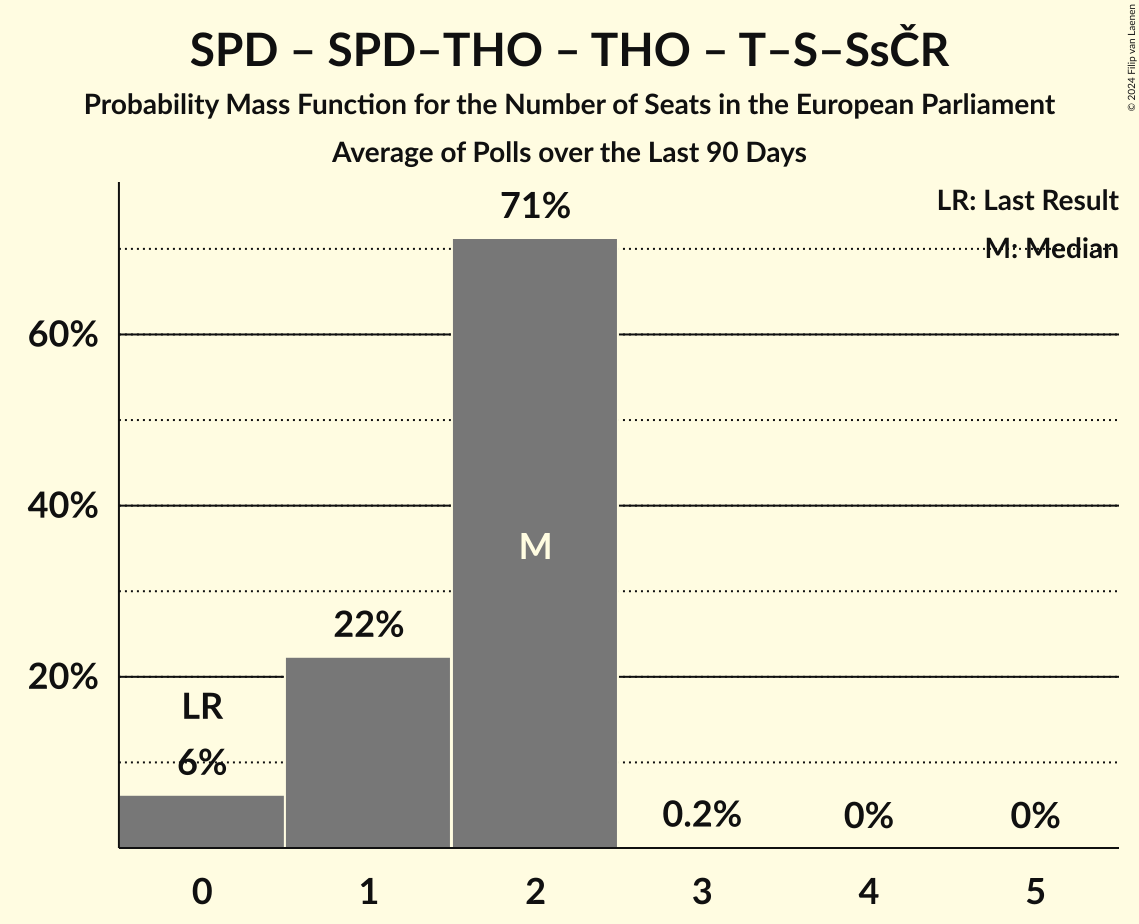 SPD – SPD–THO – THO – T–S–SsČR
Probability Mass Function for the Number of Seats in the European Parliament
Average of Polls over the Last 90 Days
© 2024 Filip van Laenen
LR: Last Result
M: Median
71%
60%
40%
M
22%
20%
LR
6%
0.2%
0%
0%
0
1
2
3
4
5